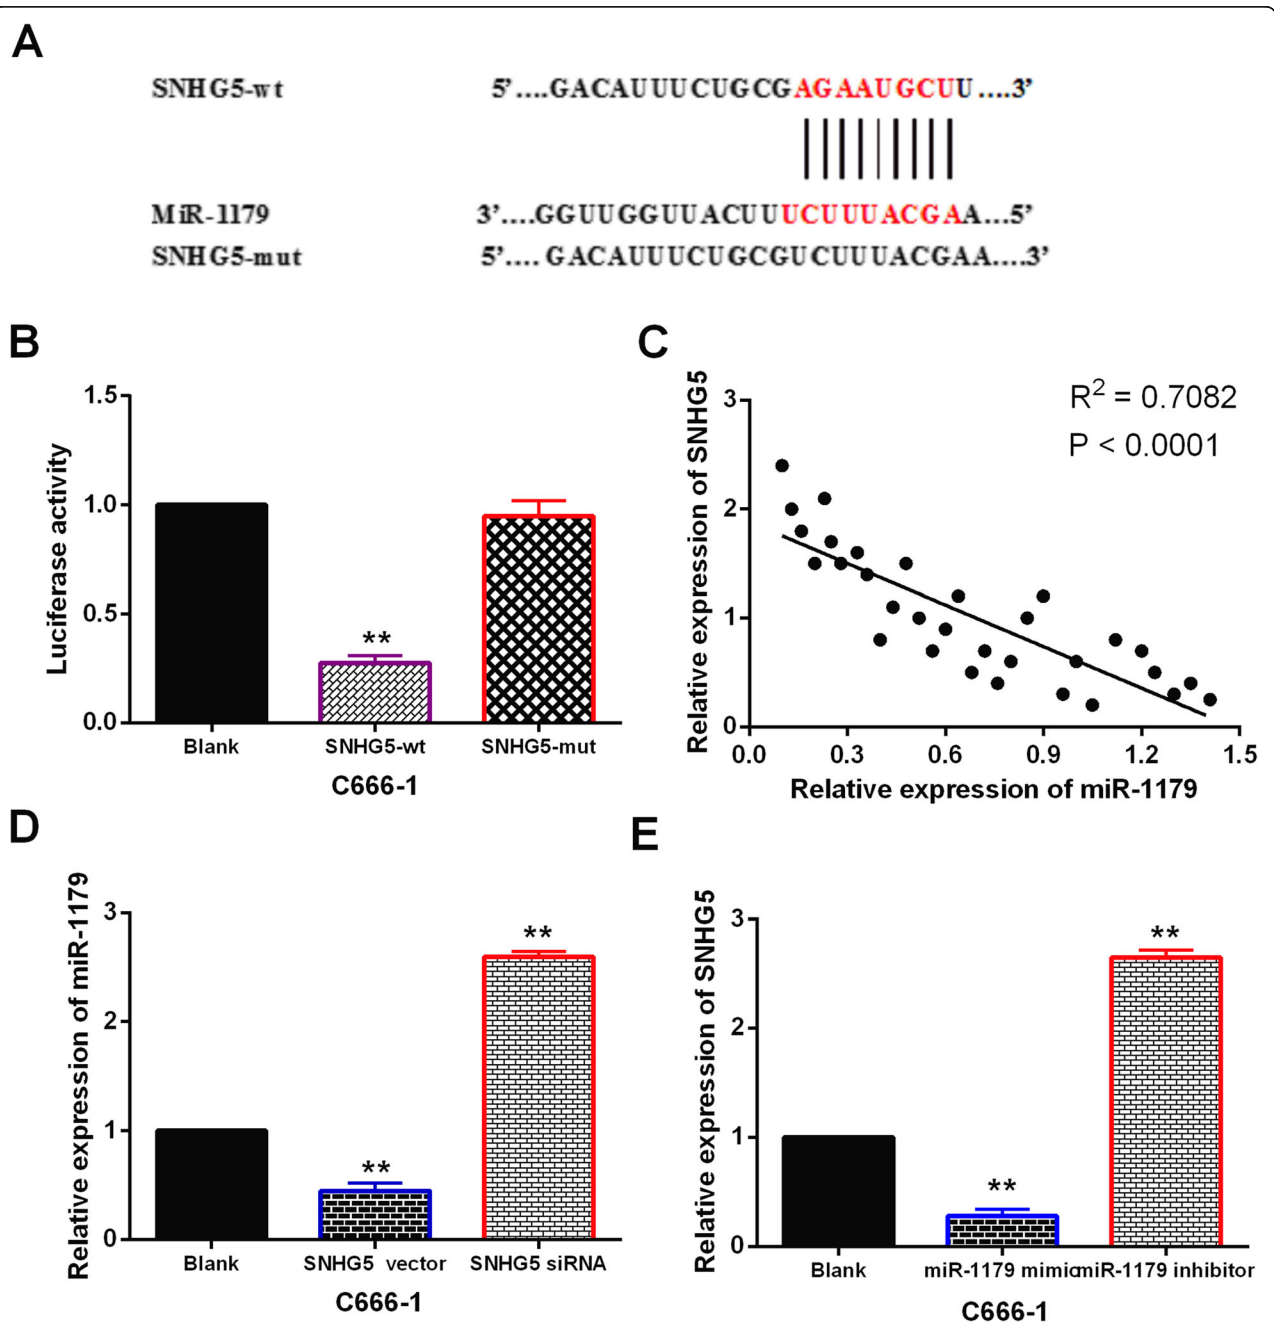 A
SNHG5-wt 5’....GACAUUUCUGCGAGAAUGCUU....3’
MiR-1179 3’....GGUUGGUUACUUUCUUUACGAA...5’
SNHG5-mut 5’.... GACAUUUCUGCGUCUUUACGAA....3’
B
Luciferase activity
1.5
1.0
0.5
0.0
**
Blank SNHG5-wt SNHG5-mut
C666-1
C
Relative expression of SNHG5
3
2
1
0
R2 = 0.7082
P < 0.0001
0.0 0.3 0.6 0.9 1.2 1.5
Relative expression of miR-1179
D
Relative expression of miR-1179
3
2
1
0
**
**
Blank SNHG5 vector SNHG5 siRNA
C666-1
E
Relative expression of SNHG5
3
2
1
0
**
**
Blank miR-1179 mimic miR-1179 inhibitor
C666-1